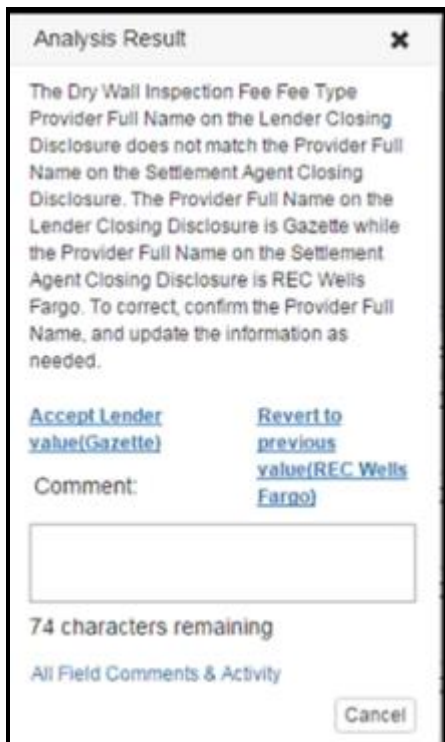 Analysis Result
The Dry Wall Inspection Fee Fee Type
Provider Full Name on the Lender Closing
Disclosure does not match the Provider Full
Name on the Settlement Agent Closing
Disclosure. The Provider Full Name on the
Lender Closing Disclosure is Gazette while
the Provider Full Name on the Settlement
Agent Closing Disclosure is REC Wells
Fargo. To correct, confirm the Provider Full
Name, and update the information as
needed.
Accept Lender
value(Gazette)
Revert to
previous
value(REC Wells
Fargo)
Comment:
74 characters remaining
All Field Comments & Activity
Cancel